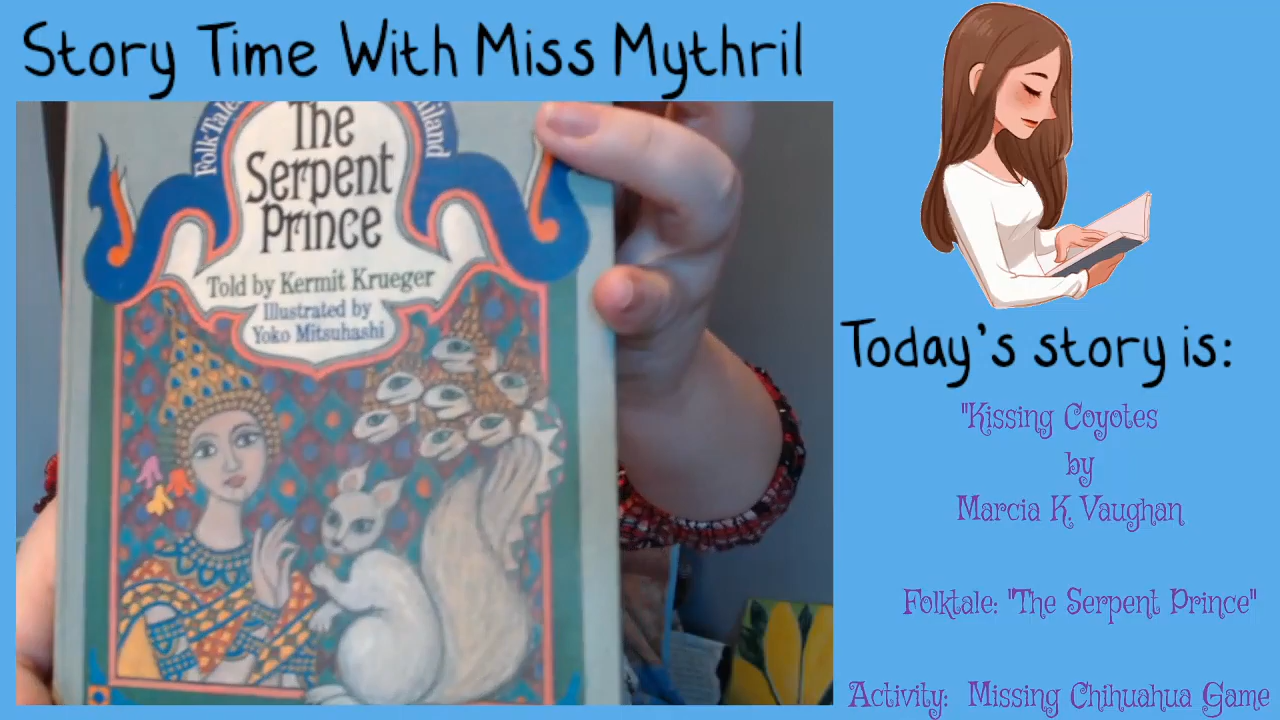 Story Time With Miss Mythril
Folk Tales
The
Serpent
Prince
Told by Kermit Krueger
Illustrated by
Yoko Mitsuhashi
Today's story is:
"Kissing Coyotes
by
Marcia K Vaughan
Folktale: "The Serpent Prince"
Activity: Missing Chihuahua Game